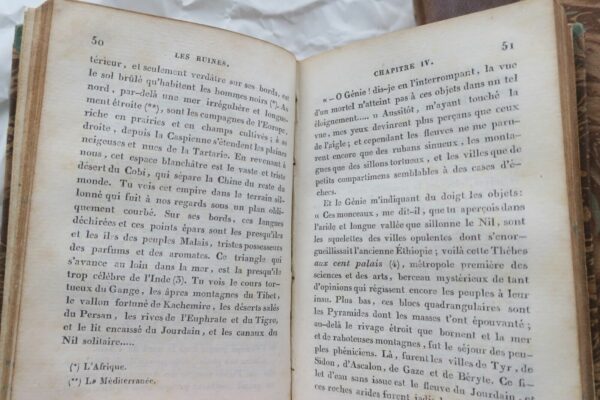 50
LES RUINES.
térieur, et seulement verdâtre sur ses bords, est
le sol brûlé qu'habitent les hommes noirs (*). Au
nord, par-delà une mer irrégulière et longue-
ment étroite (**), sont les campagnes de l'Europe,
riche en prairies et en champs cultivés; à sa
droite, depuis la Caspienne s'étendent les plaines
neigeuses et nues de la Tartarie. En revenant à
nous, cet espace blanchâtre est le vaste et triste
désert du Cobi, qui sépare la Chine du reste du
monde. Tu vois cet empire dans le terrain sil-
lonné qui fuit à nos regards sous un plan obli-
quement courbé. Sur ses bords, ces langues
déchirées et ces points épars sont les presqu'îles
et les îles des peuples Malais, tristes possesseurs
des parfums et des aromates. Ce triangle qui
s'avance au loin dans la mer, est la presqu'île
trop célèbre de l'Inde (3). Tu vois le cours tor-
tueux du Gange, les âpres montagnes du Tibet,
le vallon fortuné de Kachemire, les déserts salés
du Persan, les rives de l'Euphrate et du Tigre,
et le lit encaissé du Jourdain, et les canaux du
Nil solitaire.....
(*) L'Afrique.
(**) La Méditerranée.
CHAPITRE IV.
51
« — O Génie! dis-je en l'interrompant, la vue
d'un mortel n'atteint pas à ces objets dans un tel
éloignement..... » Aussitôt, m'ayant touché la
vue, mes yeux devinrent plus perçans que ceux
de l'aigle; et cependant les fleuves ne me paru-
rent encore que des rubans sinueux, les monta-
gnes que des sillons tortueux, et les villes que de
petits compartimens semblables à des cases d'é-
checs.
Et le Génie m'indiquant du doigt les objets:
« Ces monceaux, me dit-il, que tu aperçois dans
l'aride et longue vallée que sillonne le Nil, sont
les squelettes des villes opulentes dont s'enor-
gueillissait l'ancienne Éthiopie; voilà cette Thèbes
aux cent palais (4), métropole première des
sciences et des arts, berceau mystérieux de tant
d'opinions qui régissent encore les peuples à leur
insu. Plus bas, ces blocs quadrangulaires sont
les Pyramides dont les masses t'ont épouvanté;
au-delà le rivage étroit que bornent et la mer
et de raboteuses montagnes, fut le séjour des peu-
ples phéniciens. Là, furent les villes de Tyr, de
Sidon, d'Ascalon, de Gaze et de Béryte. Ce fi-
let d'eau sans issue est le fleuve du Jourdain, et
ces roches arides furent jadis